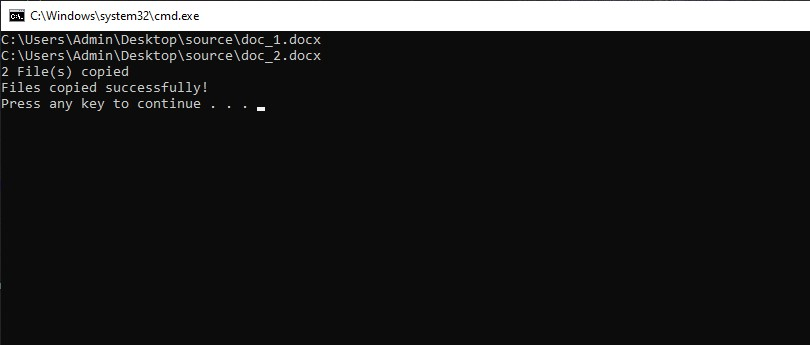 C:\Windows\system32\cmd.exe
C:\Users\Admin\Desktop\source\doc_1.docx
C:\Users\Admin\Desktop\source\doc_2.docx
2 File(s) copied
Files copied successfully!
Press any key to continue . . .